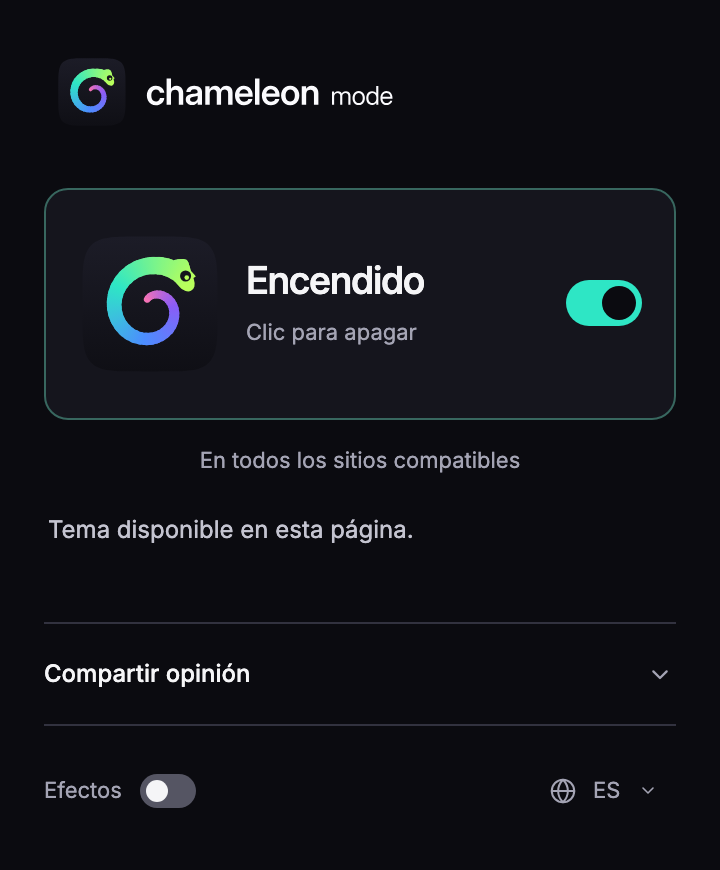 chameleon mode
Encendido
Clic para apagar
En todos los sitios compatibles
Tema disponible en esta página.
Compartir opinión
Efectos
ES